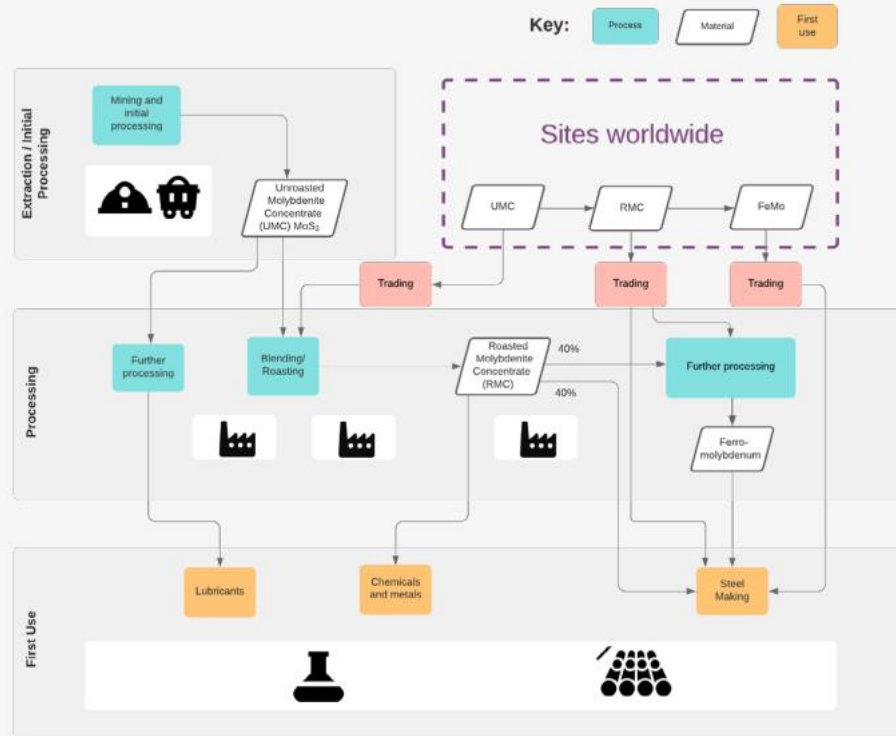 Key:
Process
Material
First
use
Extraction / Initial
Processing
Mining and
initial
processing
Unroasted
Molybdenite
Concentrate
(UMC) MoS₂
Sites worldwide
UMC
RMC
FeMo
Trading
Trading
Trading
Processing
Further
processing
Blending/
Roasting
Roasted
Molybdenite
Concentrate
(RMC)
40%
40%
Further processing
Ferro-
molybdenum
First Use
Lubricants
Chemicals
and metals
Steel
Making